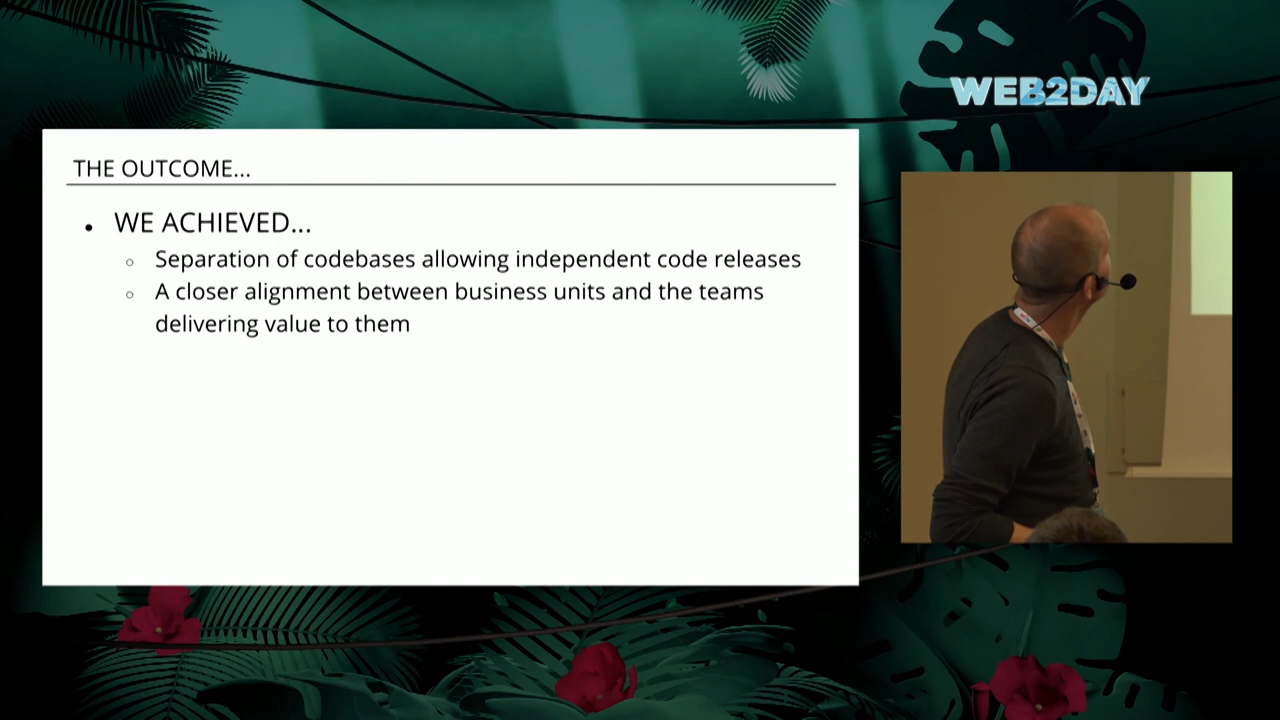 WEB2DAY
THE OUTCOME...
• WE ACHIEVED...
○ Separation of codebases allowing independent code releases
○ A closer alignment between business units and the teams
delivering value to them